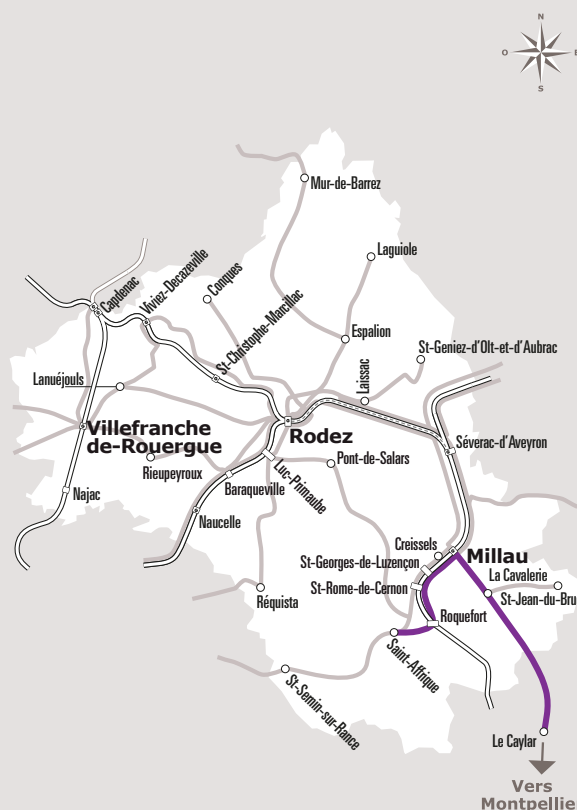 N
O
E
S
Mur-de-Barrez
Laguiole
Capdenac
Viviez-Decazeville
Conques
St-Christophe-Marcillac
Espalion
St-Geniez-d'Olt-et-d'Aubrac
Lanuéjouls
Laissac
Villefranche
de-Rouergue
Rodez
Séverac-d'Aveyron
Rieupeyroux
Luc-Primaube
Pont-de-Salars
Najac
Baraqueville
Naucelle
Creissels
Millau
St-Georges-de-Luzençon
La Cavalerie
St-Rome-de-Cernon
St-Jean-du-Bru
Réquista
Roquefort
Saint-Affrique
St-Sernin-sur-Rance
Le Caylar
Vers
Montpellie